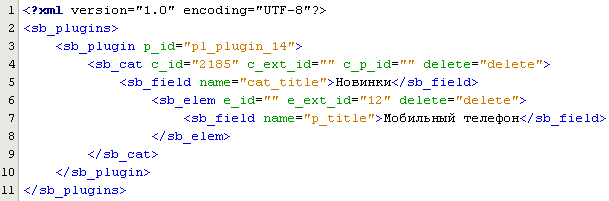 1 <?xml version="1.0" encoding="UTF-8"?>
2 <sb_plugins>
3 <sb_plugin p_id="pl_plugin_14">
4 <sb_cat c_id="2185" c_ext_id="" c_p_id="" delete="delete">
5 <sb_field name="cat_title">Новинки</sb_field>
6 <sb_elem e_id="" e_ext_id="12" delete="delete">
7 <sb_field name="p_title">Мобильный телефон</sb_field>
8 </sb_elem>
9 </sb_cat>
10 </sb_plugin>
11 </sb_plugins>